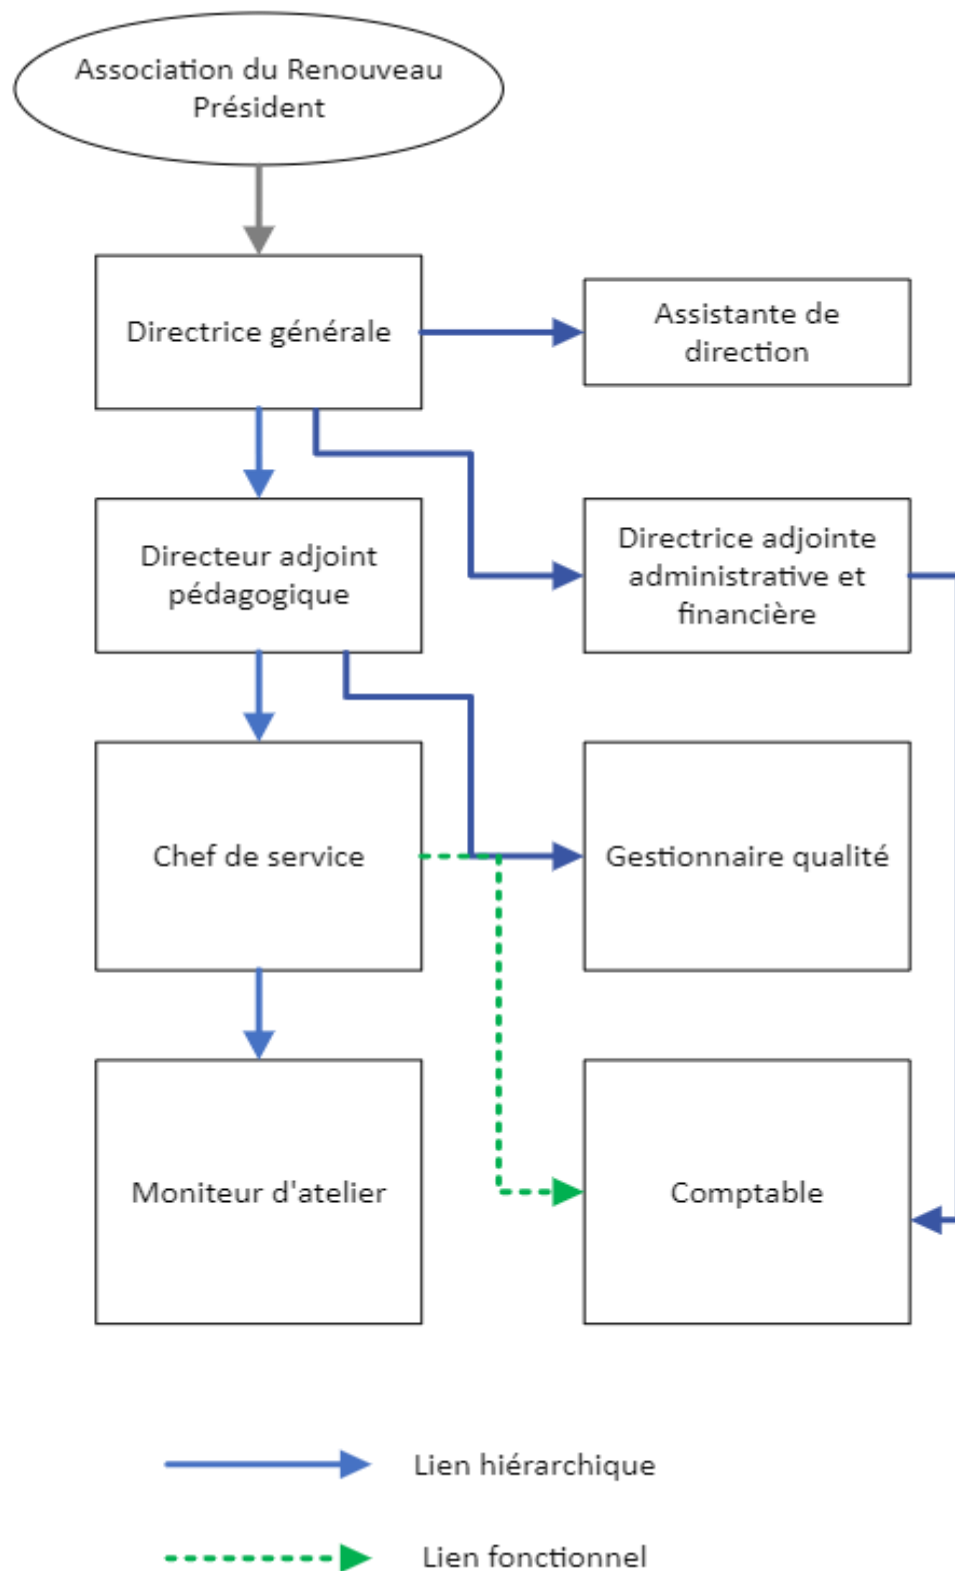 Association du Renouveau
Président
Directrice générale
Assistante de
direction
Directeur adjoint
pédagogique
Directrice adjointe
administrative et
financière
Chef de service
Gestionnaire qualité
Moniteur d'atelier
Comptable
Lien hiérarchique
Lien fonctionnel